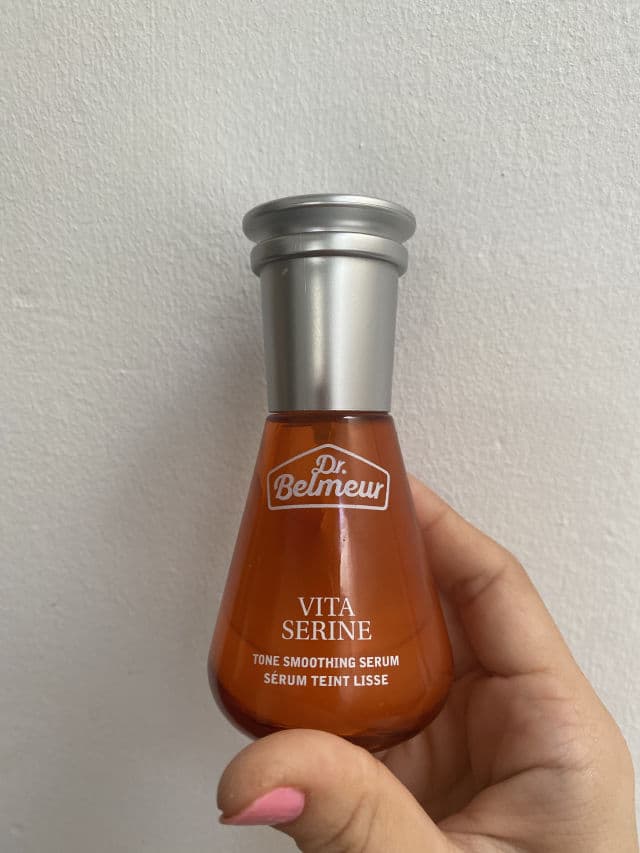 Dr.
Belmeur
VITA
SERINE
TONE SMOOTHING SERUM
SÉRUM TEINT LISSE